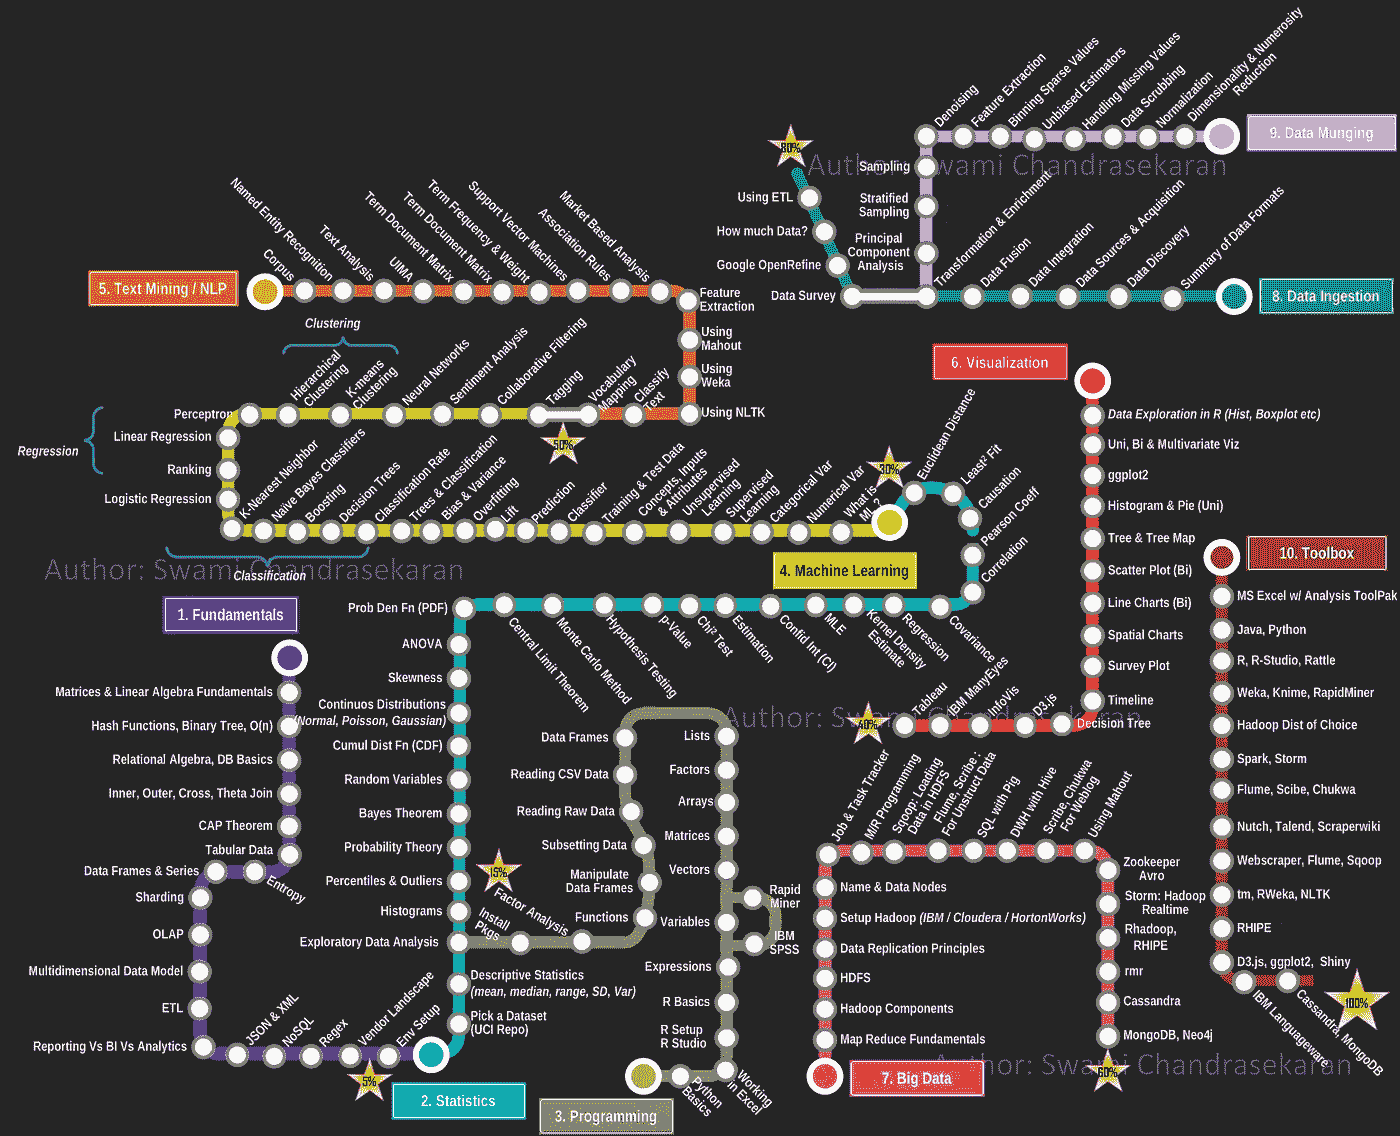 Dimensionality & Numerosity
Reduction
Normalization
Data Scrubbing
Handling Missing Values
Unbiased Estimators
Binning Sparse Values
Feature Extraction
Denoising
9. Data Munging
80%
Author: Swami Chandrasekaran
Sampling
Stratified
Sampling
Principal
Component
Analysis
Using ETL
How much Data?
Google OpenRefine
Data Survey
Transformation & Enrichment
Data Fusion
Data Integration
Data Sources & Acquisition
Data Discovery
Summary of Data Formats
8. Data Ingestion
5. Text Mining / NLP
Corpus
Named Entity Recognition
Text Analysis
UIMA
Term Document Matrix
Term Document Matrix
Term Frequency & Weight
Support Vector Machines
Association Rules
Market Based Analysis
Feature
Extraction
Using
Mahout
Using
Weka
Using NLTK
Classify
Text
Vocabulary
Mapping
Tagging
50%
Collaborative Filtering
Sentiment Analysis
Neural Networks
K-means
Clustering
Hierarchical
Clustering
Clustering
Perceptron
Linear Regression
Regression
Ranking
Logistic Regression
K-Nearest Neighbor
Naive Bayes Classifiers
Boosting
Decision Trees
Classification Rate
Trees & Classification
Bias & Variance
Overfitting
Lift
Prediction
Classifier
Training & Test Data
Concepts, Inputs
& Attributes
Unsupervised
Learning
Supervised
Learning
Categorical Var
Numerical Var
What is
ML?
30%
Classification
Author: Swami Chandrasekaran
4. Machine Learning
Euclidean Distance
Least² Fit
Causation
Pearson Coeff
Correlation
Covariance
Regression
Kernel Density
Estimate
MLE
Confid Int (CI)
Estimation
Chi² Test
p-Value
Hypothesis Testing
Monte Carlo Method
Central Limit Theorem
Prob Den Fn (PDF)
ANOVA
Skewness
Continuos Distributions
(Normal, Poisson, Gaussian)
Cumul Dist Fn (CDF)
Random Variables
Bayes Theorem
Probability Theory
Percentiles & Outliers
Histograms
Exploratory Data Analysis
Descriptive Statistics
(mean, median, range, SD, Var)
Pick a Dataset
(UCI Repo)
2. Statistics
1. Fundamentals
Matrices & Linear Algebra Fundamentals
Hash Functions, Binary Tree, O(n)
Relational Algebra, DB Basics
Inner, Outer, Cross, Theta Join
CAP Theorem
Tabular Data
Entropy
Data Frames & Series
Sharding
OLAP
Multidimensional Data Model
ETL
Reporting Vs BI Vs Analytics
JSON & XML
NoSQL
Regex
Vendor Landscape
Env Setup
5%
3. Programming
Python
Basics
Working
in Excel
R Setup
R Studio
R Basics
Expressions
Variables
IBM
SPSS
Rapid
Miner
Vectors
Matrices
Arrays
Factors
Lists
Data Frames
Reading CSV Data
Reading Raw Data
Subsetting Data
Manipulate
Data Frames
Functions
Factor Analysis
Install
Pkgs
15%
6. Visualization
Data Exploration in R (Hist, Boxplot etc)
Uni, Bi & Multivariate Viz
ggplot2
Histogram & Pie (Uni)
Tree & Tree Map
Scatter Plot (Bi)
Line Charts (Bi)
Spatial Charts
Survey Plot
Timeline
Decision Tree
D3.js
InfoVis
IBM ManyEyes
Tableau
40%
Author: Swami Chandrasekaran
7. Big Data
Map Reduce Fundamentals
Hadoop Components
HDFS
Data Replication Principles
Setup Hadoop (IBM / Cloudera / HortonWorks)
Name & Data Nodes
Job & Task Tracker
M/R Programming
Sqoop: Loading
Data in HDFS
Flume, Scribe :
For Unstruct Data
SQL with Pig
DWH with Hive
Scribe, Chukwa
For Weblog
Using Mahout
Zookeeper
Avro
Storm: Hadoop
Realtime
Rhadoop,
RHIPE
rmr
Cassandra
MongoDB, Neo4j
60%
Author: Swami Chandrasekaran
10. Toolbox
MS Excel w/ Analysis ToolPak
Java, Python
R, R-Studio, Rattle
Weka, Knime, RapidMiner
Hadoop Dist of Choice
Spark, Storm
Flume, Scibe, Chukwa
Nutch, Talend, Scraperwiki
Webscraper, Flume, Sqoop
tm, RWeka, NLTK
RHIPE
D3.js, ggplot2, Shiny
IBM Languageware
Cassandra, MongoDB
100%